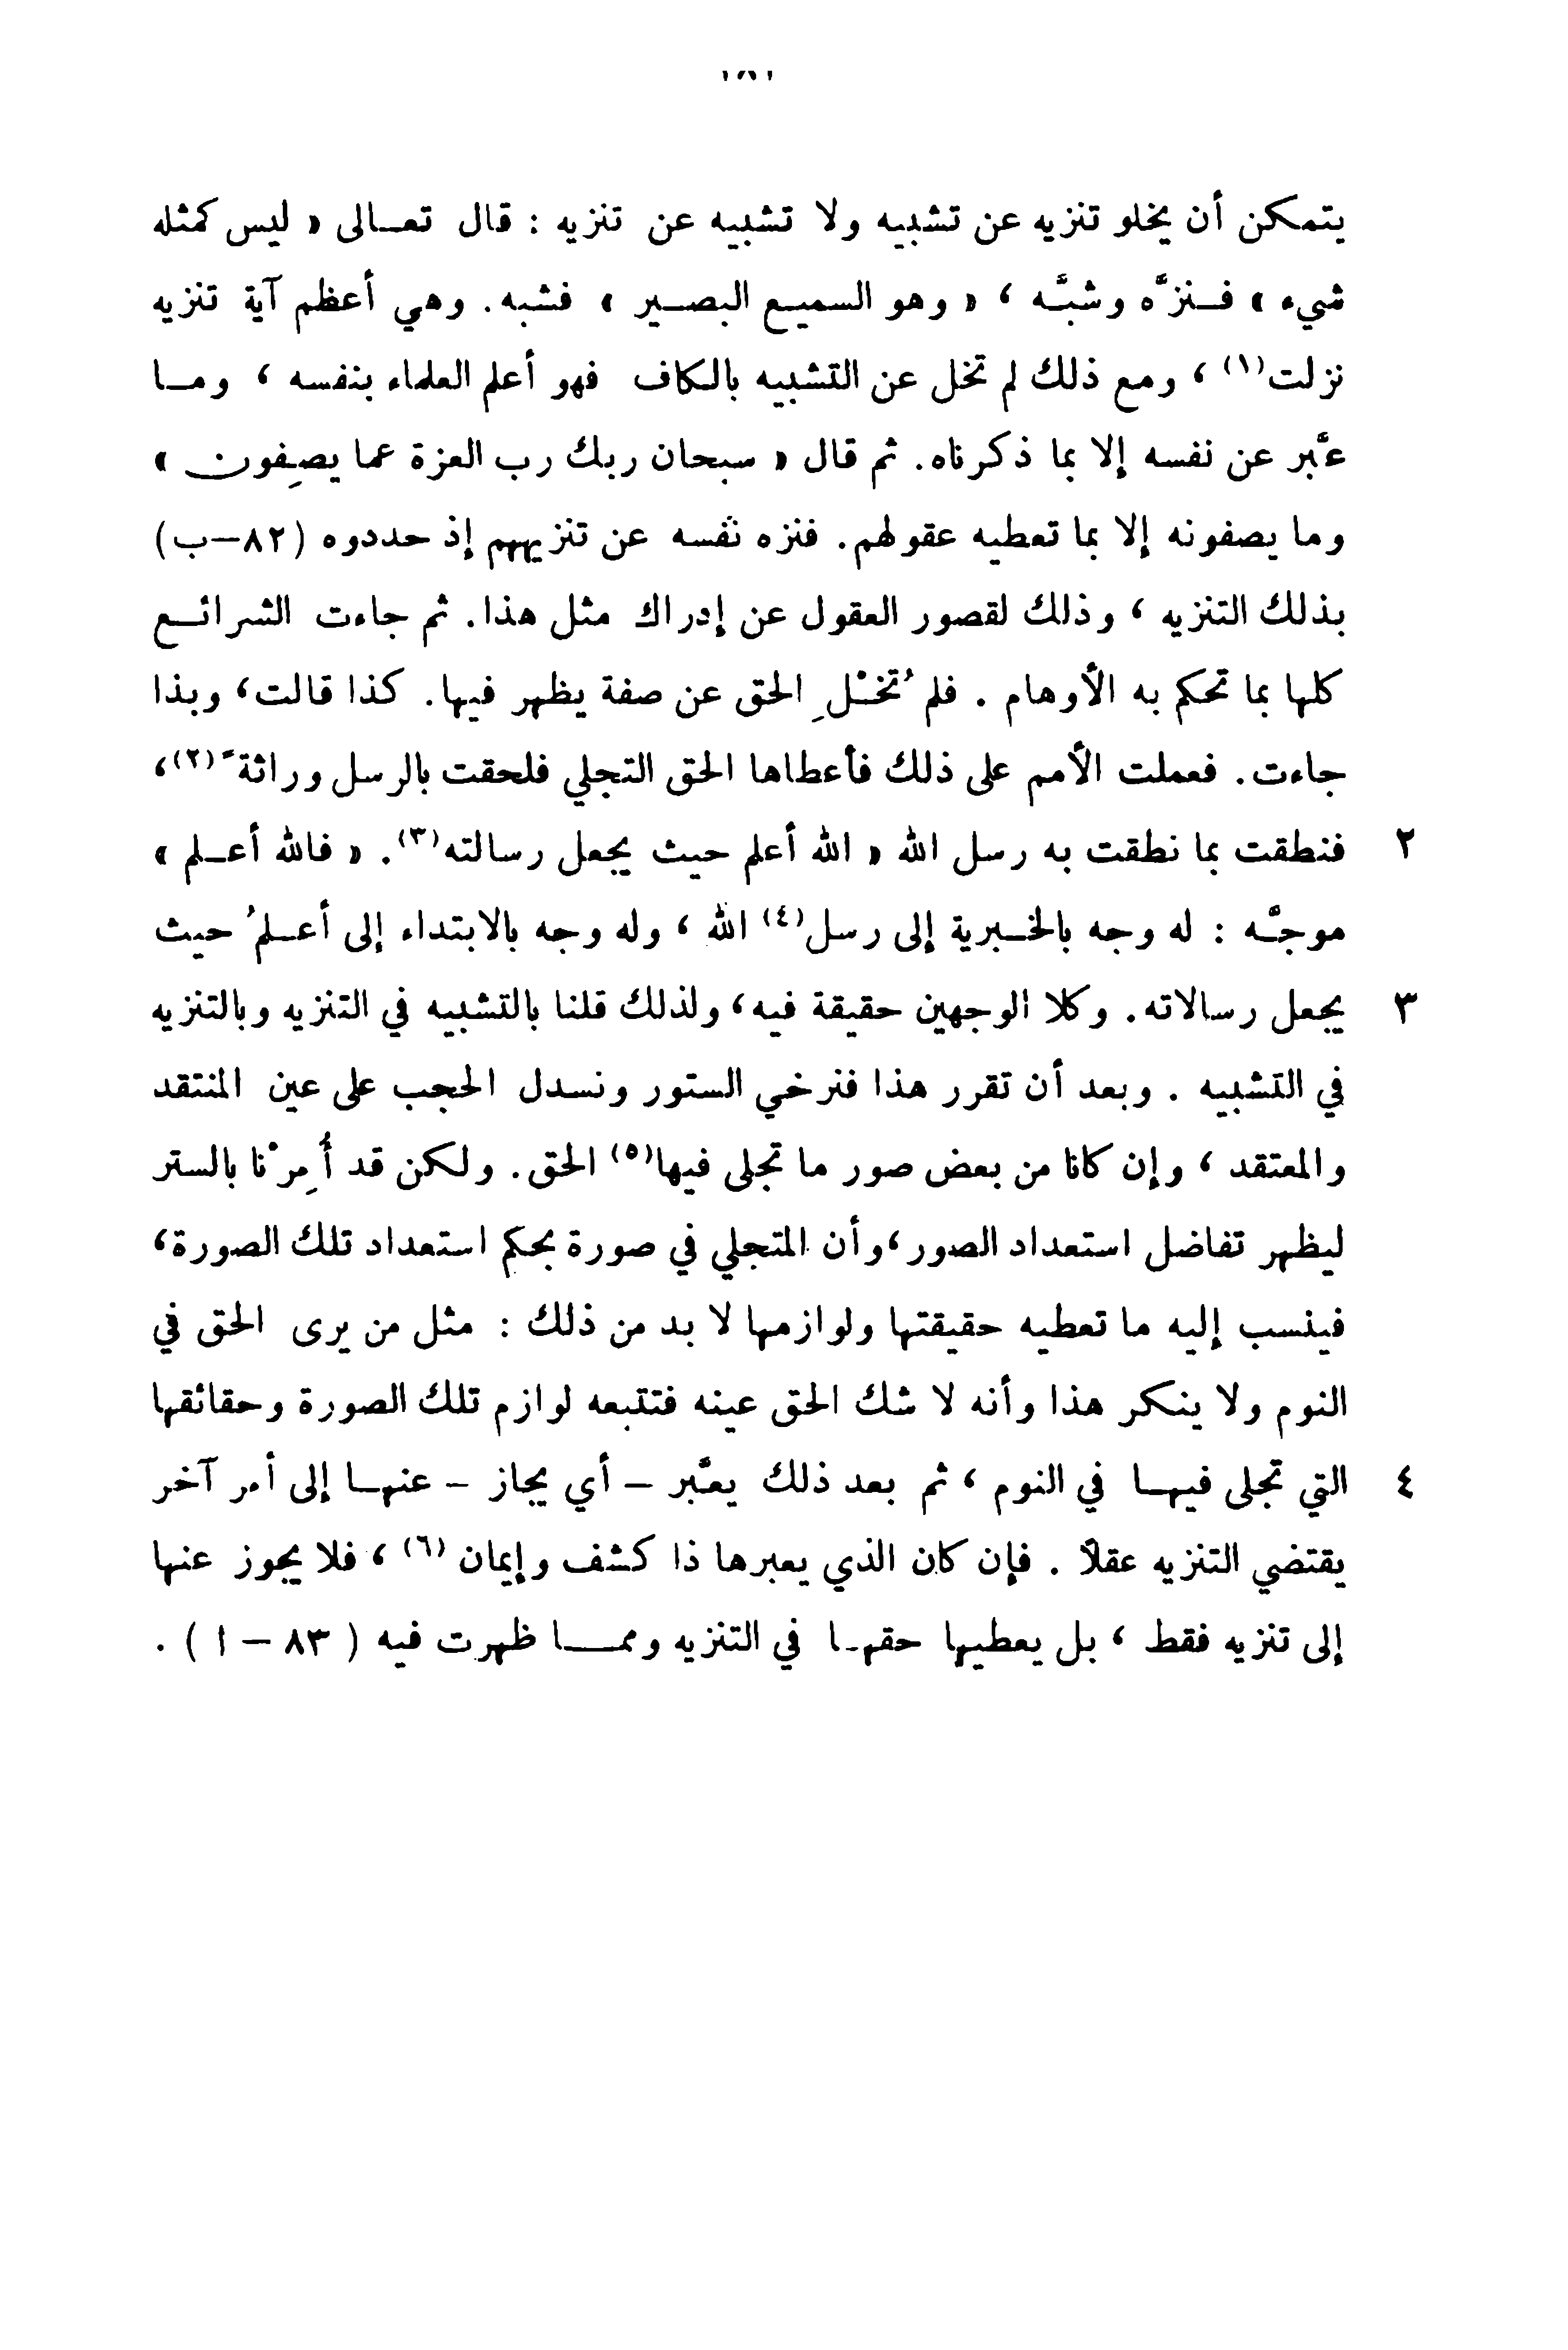 يتمكن أن يخلو تنزيه عن تشبيه ولا تشبيه عن تنزيه : قال تعالى « ليس كمثله
شيء » فنزَّه وشبَّه ، « وهو السميع البصير » فشبه . وهي أعظم آية تنزيه
نزلت(١) ، ومع ذلك لم تخل عن التشبيه بالكاف فهو أعلم العلماء بنفسه ، وما
عبَّر عن نفسه إلا بما ذكرناه . ثم قال « سبحان ربك رب العزة عما يصِفون »
وما يصفونه إلا بما تعطيه عقولهم . فنزه نفسه عن تنزيههم إذ حددوه (٨٢–ب)
بذلك التنزيه ، وذلك لقصور العقول عن إدراك مثل هذا . ثم جاءت الشرائع
كلها بما تحكم به الأوهام . فلم تُخْلِ الحق عن صفة يظهر فيها . كذا قالت ، وبذا
جاءت . فعملت الأمم على ذلك فأعطاها الحق التجلي فلحقت بالرسل وراثةً(٢) ،
٢ فنطقت بما نطقت به رسل الله « الله أعلم حيث يجعل رسالته(٣) . « فالله أعلم »
موجَّه : له وجه بالخبرية إلى رسل(٤) الله ، وله وجه بالابتداء إلى أعلمُ حيث
٣ يجعل رسالاته . وكلا الوجهين حقيقة فيه ، ولذلك قلنا بالتشبيه في التنزيه وبالتنزيه
في التشبيه . وبعد أن تقرر هذا فنرخي الستور ونسدل الحجب على عين المنتقد
والمعتقد ، وإن كانا من بعض صور ما تجلى فيها(٥) الحق . ولكن قد أُمِرْنا بالستر
ليظهر تفاضل استعداد الصور ، وأن المتجلي في صورة بحكم استعداد تلك الصورة ،
فينسب إليه ما تعطيه حقيقتها ولوازمها لا بد من ذلك : مثل من يرى الحق في
النوم ولا ينكر هذا وأنه لا شك الحق عينه فتتبعه لوازم تلك الصورة وحقائقها
٤ التي تجلى فيها في النوم ، ثم بعد ذلك يعبَّر – أي يجاز – عنها إلى أمر آخر
يقتضي التنزيه عقلاً . فإن كان الذي يعبرها ذا كشف وإيمان (٦) ، فلا يجوز عنها
إلى تنزيه فقط ، بل يعطيها حقها في التنزيه ومما ظهرت فيه ( ٨٣ – ا ) .